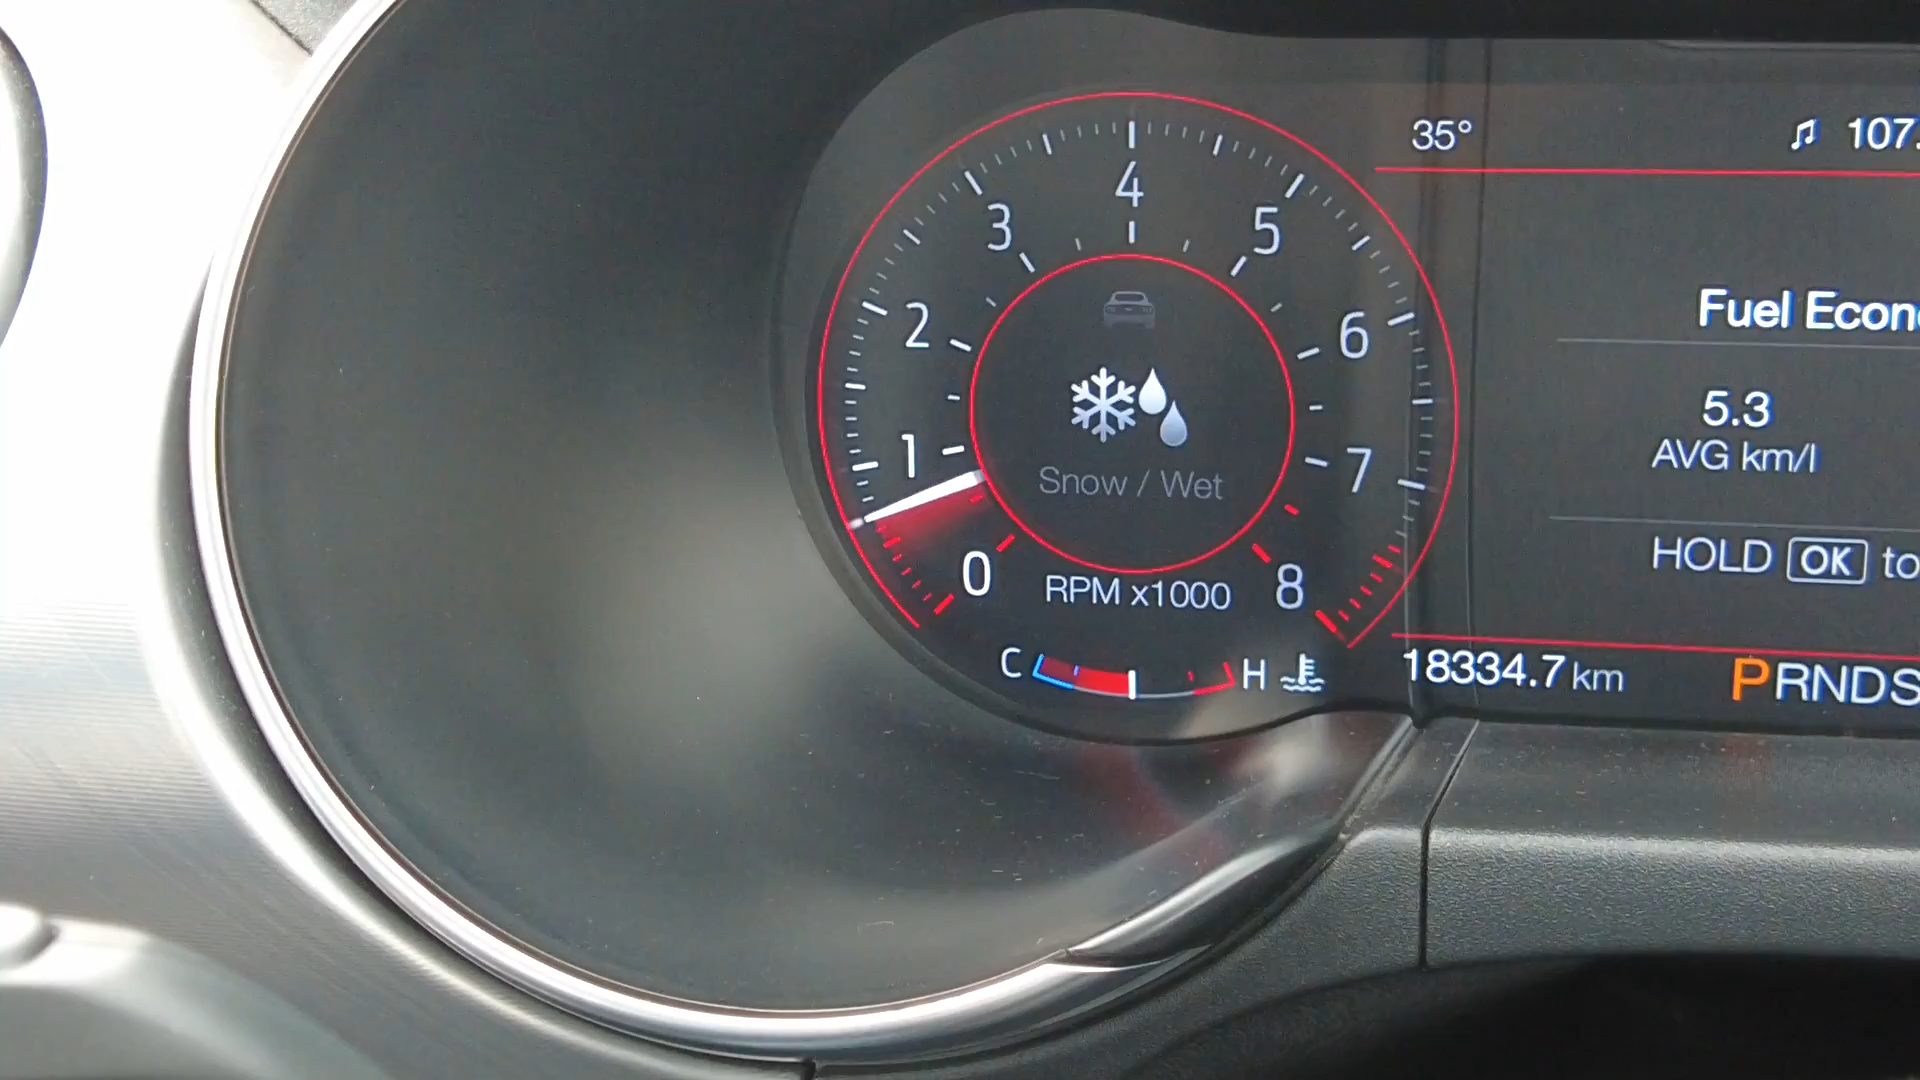 35° 107.
4
3 5
2 6
1 7
0 8
Snow / Wet
RPM x1000
C H
Fuel Econ
5.3
AVG km/l
HOLD OK to
18334.7 km PRNDS